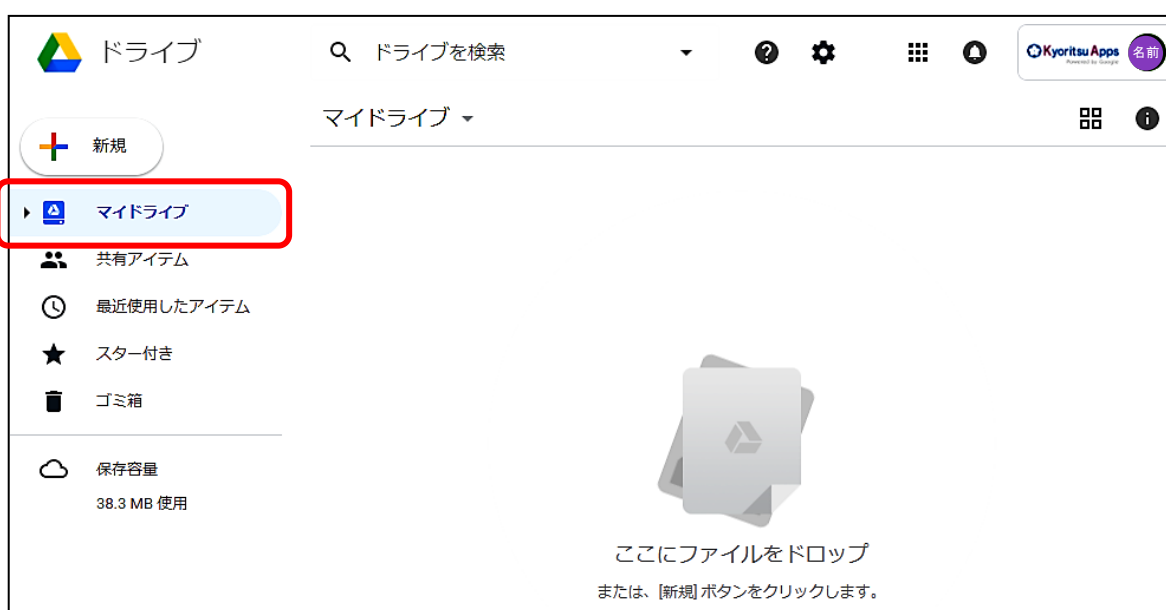 ドライブ
ドライブを検索
Kyoritsu Apps
Powered by Google
名前
マイドライブ
新規
マイドライブ
共有アイテム
最近使用したアイテム
スター付き
ゴミ箱
保存容量
38.3 MB 使用
ここにファイルをドロップ
または、[新規] ボタンをクリックします。